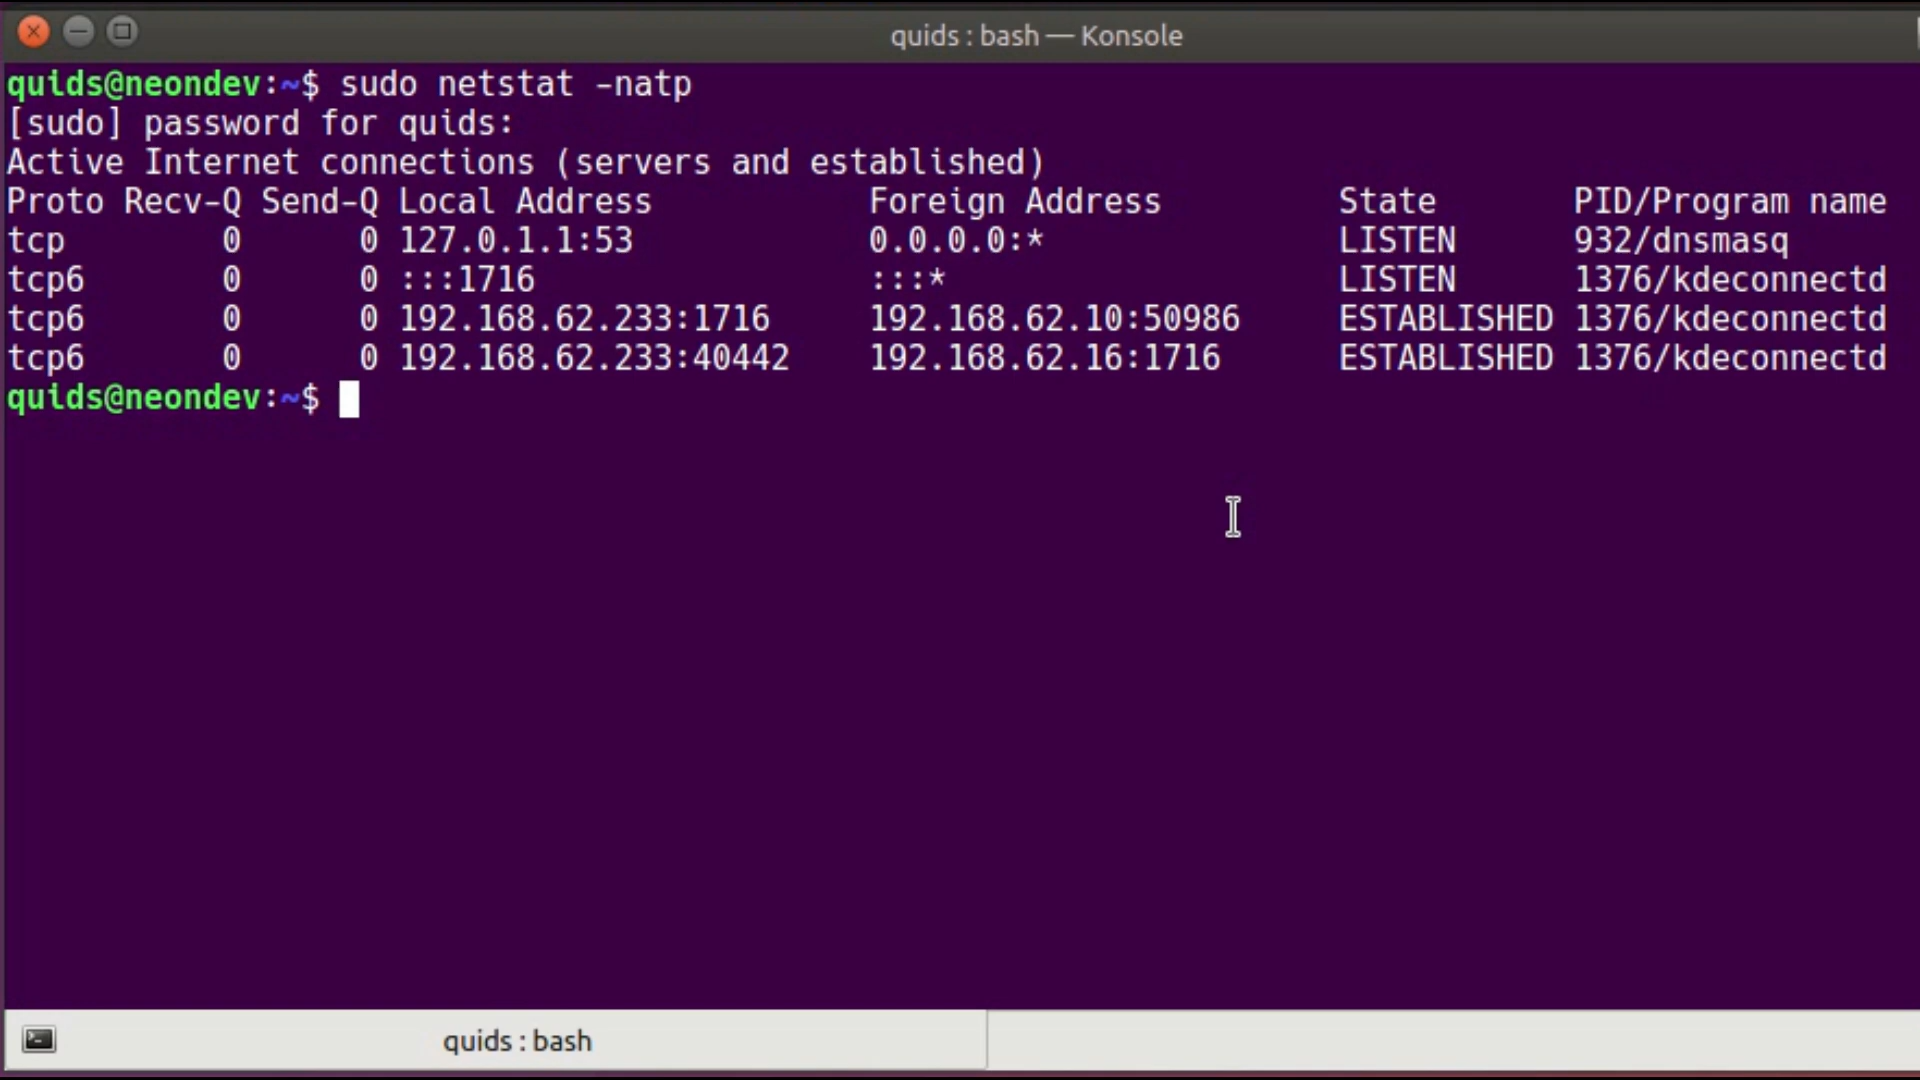 quids : bash — Konsole
quids@neondev:~$ sudo netstat -natp
[sudo] password for quids:
Active Internet connections (servers and established)
Proto Recv-Q Send-Q Local Address           Foreign Address         State       PID/Program name
tcp        0      0 127.0.1.1:53            0.0.0.0:*               LISTEN      932/dnsmasq
tcp6       0      0 :::1716                 :::*                    LISTEN      1376/kdeconnectd
tcp6       0      0 192.168.62.233:1716     192.168.62.10:50986     ESTABLISHED 1376/kdeconnectd
tcp6       0      0 192.168.62.233:40442    192.168.62.16:1716      ESTABLISHED 1376/kdeconnectd
quids@neondev:~$
quids : bash